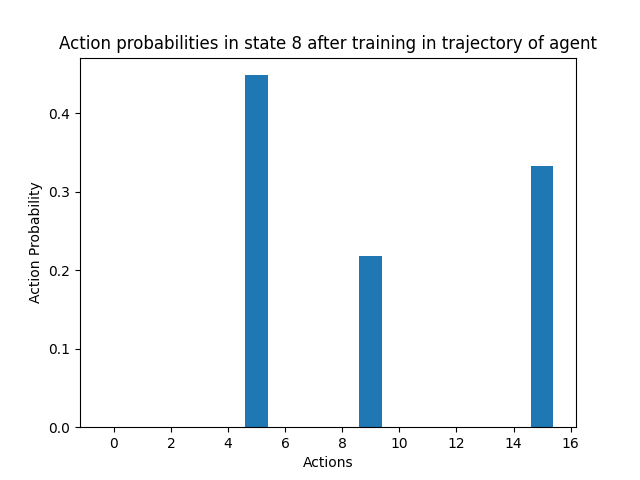 Action probabilities in state 8 after training in trajectory of agent
Action Probability
0.4
0.3
0.2
0.1
0.0
0 2 4 6 8 10 12 14 16
Actions